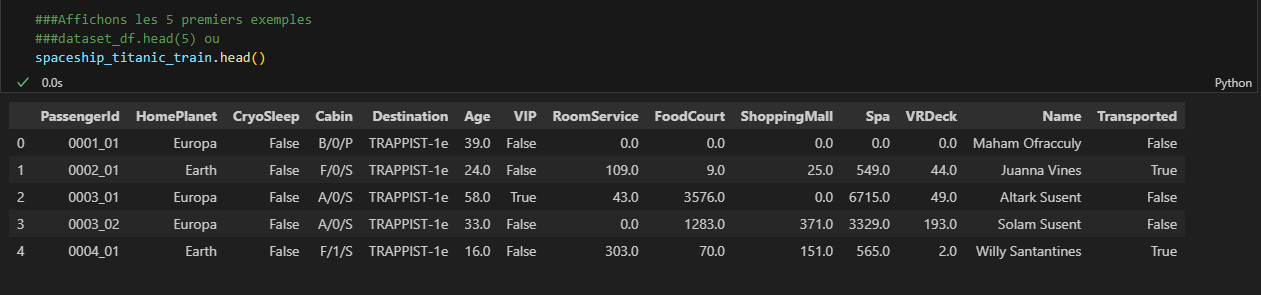 ###Affichons les 5 premiers exemples
###dataset_df.head(5) ou
spaceship_titanic_train.head()
0.0s
Python
PassengerId HomePlanet CryoSleep Cabin Destination Age VIP RoomService FoodCourt ShoppingMall Spa VRDeck Name Transported
0 0001_01 Europa False B/0/P TRAPPIST-1e 39.0 False 0.0 0.0 0.0 0.0 0.0 Maham Ofracculy False
1 0002_01 Earth False F/0/S TRAPPIST-1e 24.0 False 109.0 9.0 25.0 549.0 44.0 Juanna Vines True
2 0003_01 Europa False A/0/S TRAPPIST-1e 58.0 True 43.0 3576.0 0.0 6715.0 49.0 Altark Susent False
3 0003_02 Europa False A/0/S TRAPPIST-1e 33.0 False 0.0 1283.0 371.0 3329.0 193.0 Solam Susent False
4 0004_01 Earth False F/1/S TRAPPIST-1e 16.0 False 303.0 70.0 151.0 565.0 2.0 Willy Santantines True